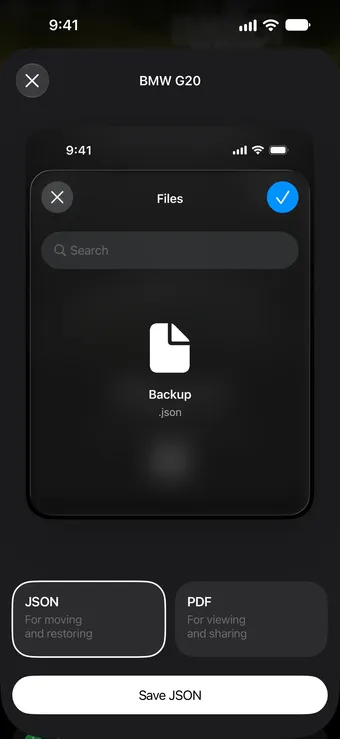 9:41
BMW G20
9:41
Files
Search
Backup
.json
JSON
For moving
and restoring
PDF
For viewing
and sharing
Save JSON